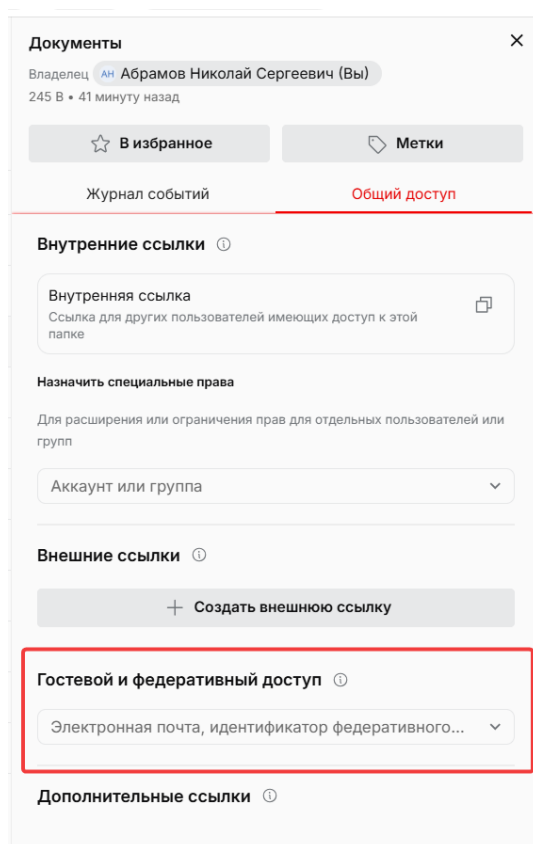 Документы
Владелец АН Абрамов Николай Сергеевич (Вы)
245 B • 41 минуту назад
В избранное
Метки
Журнал событий
Общий доступ
Внутренние ссылки
Внутренняя ссылка
Ссылка для других пользователей имеющих доступ к этой
папке
Назначить специальные права
Для расширения или ограничения прав для отдельных пользователей или
групп
Аккаунт или группа
Внешние ссылки
Создать внешнюю ссылку
Гостевой и федеративный доступ
Электронная почта, идентификатор федеративного...
Дополнительные ссылки